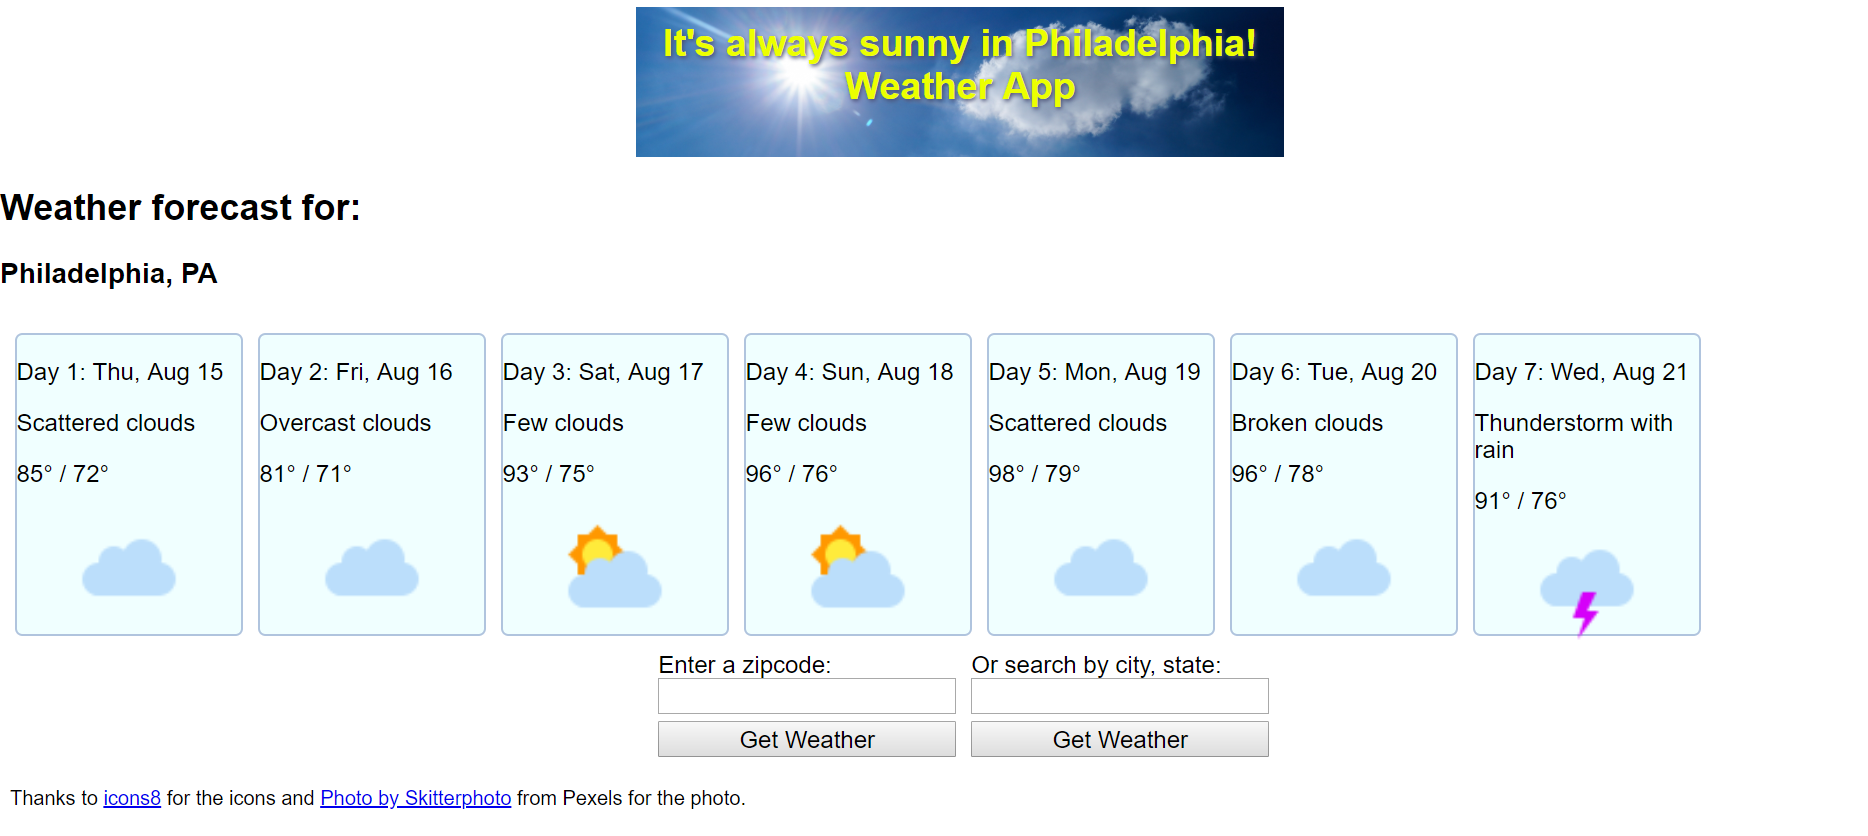 It's always sunny in Philadelphia!
Weather App
Weather forecast for:
Philadelphia, PA
Day 1: Thu, Aug 15
Scattered clouds
85° / 72°
Day 2: Fri, Aug 16
Overcast clouds
81° / 71°
Day 3: Sat, Aug 17
Few clouds
93° / 75°
Day 4: Sun, Aug 18
Few clouds
96° / 76°
Day 5: Mon, Aug 19
Scattered clouds
98° / 79°
Day 6: Tue, Aug 20
Broken clouds
96° / 78°
Day 7: Wed, Aug 21
Thunderstorm with
rain
91° / 76°
Enter a zipcode:
Get Weather
Or search by city, state:
Get Weather
Thanks to icons8 for the icons and Photo by Skitterphoto from Pexels for the photo.